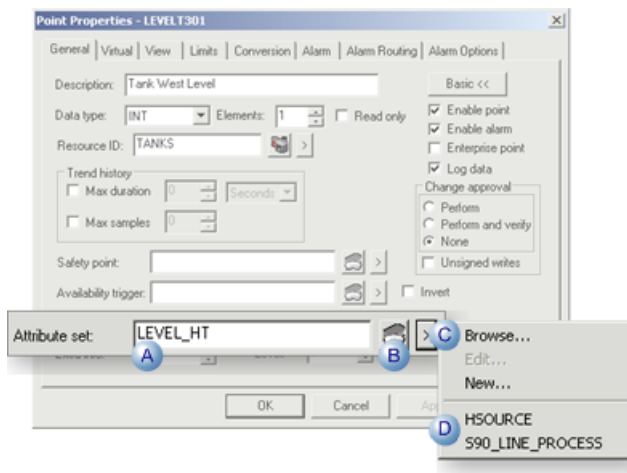 Point Properties - LEVELT301
General Virtual View Limits Conversion Alarm Alarm Routing Alarm Options
Description: Tank West Level Basic <<
Data type: INT Elements: 1 Read only
Enable point
Enable alarm
Resource ID: TANKS >
Enterprise point
Log data
Trend history
Max duration 0 Seconds
Max samples 0
Change approval
Perform
Perform and verify
None
Safety point: >
Unsigned writes
Availability trigger: > Invert
Attribute set: LEVEL_HT >
A B C D
Browse...
Edit...
New...
HSOURCE
S90_LINE_PROCESS
OK Cancel